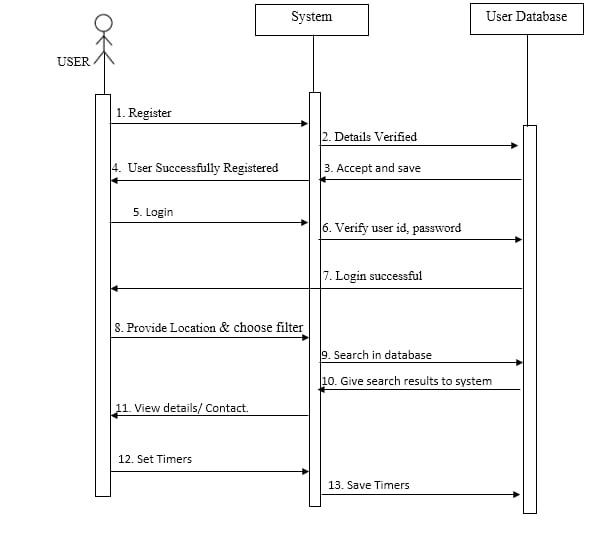 System
User Database
USER
1. Register
2. Details Verified
3. Accept and save
4. User Successfully Registered
5. Login
6. Verify user id, password
7. Login successful
8. Provide Location & choose filter
9. Search in database
10. Give search results to system
11. View details/ Contact.
12. Set Timers
13. Save Timers